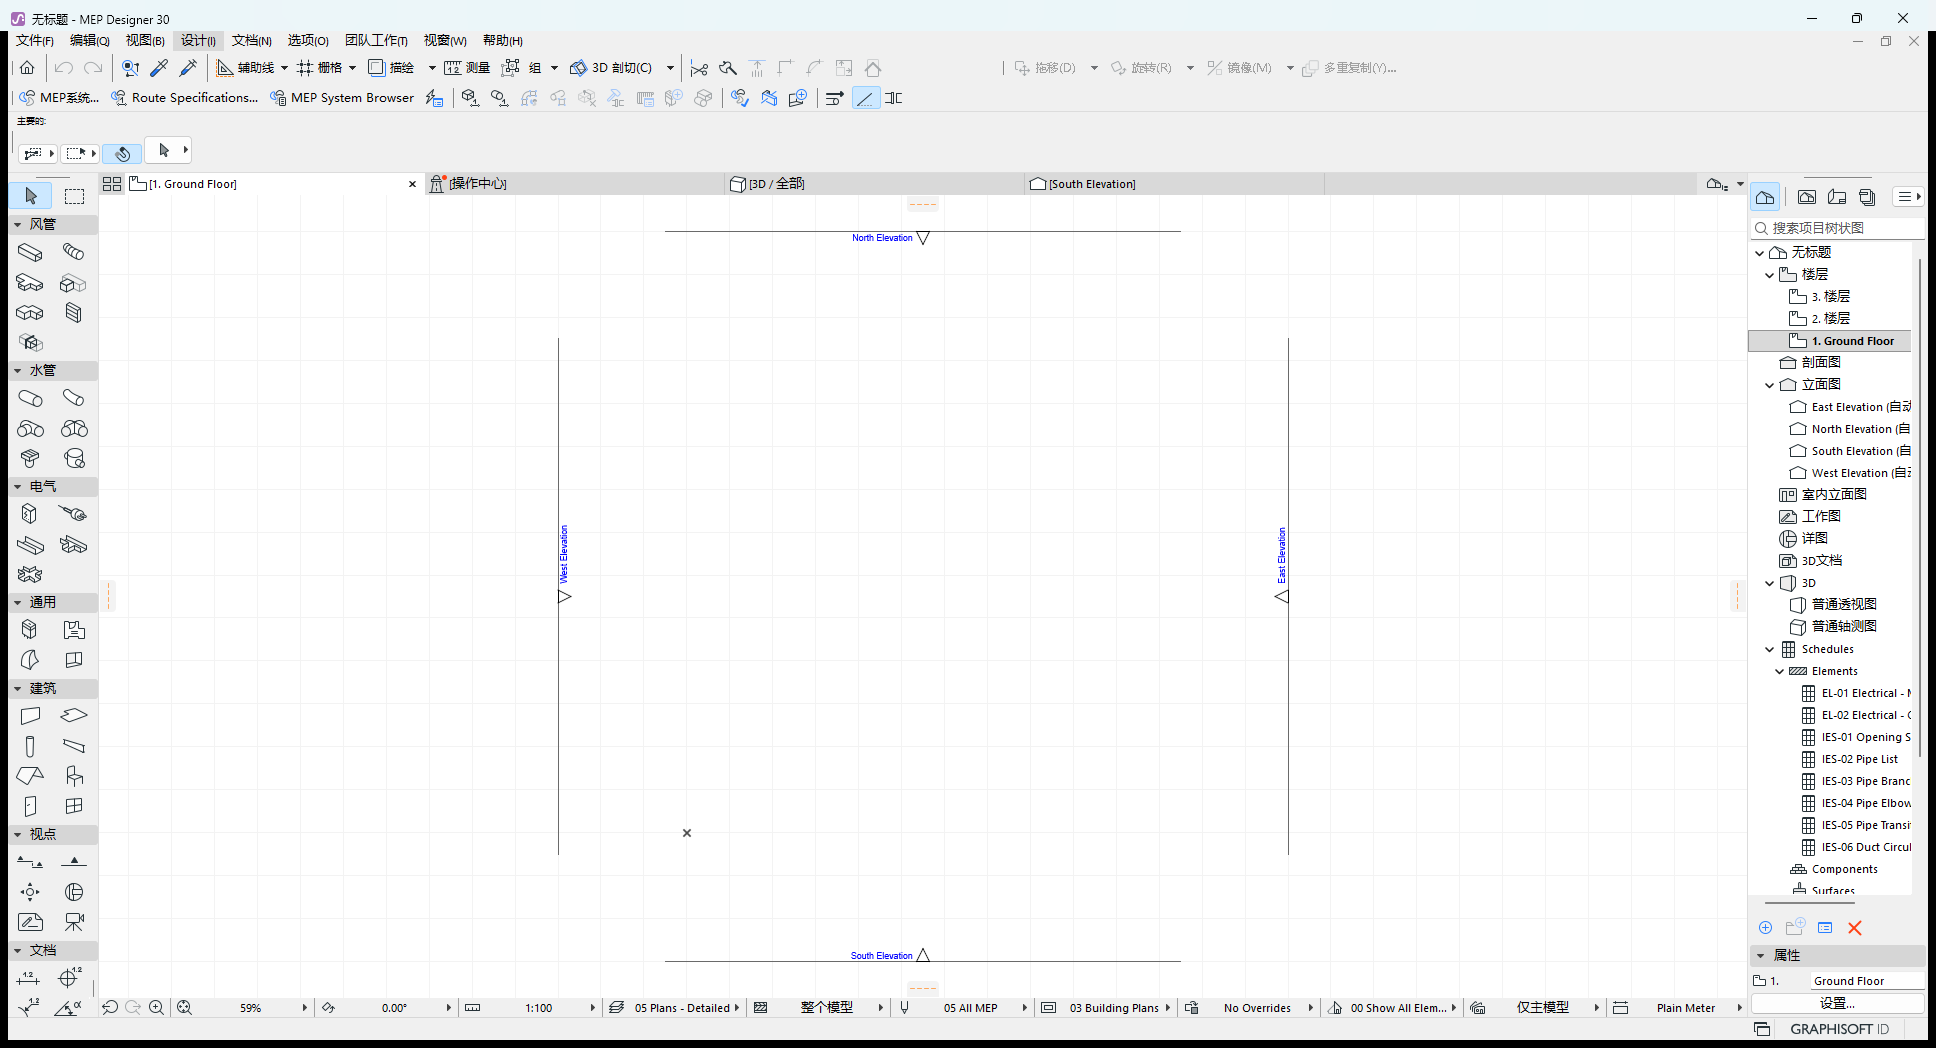 无标题 - MEP Designer 30
文件(F) 编辑(Q) 视图(B) 设计(I) 文档(N) 选项(O) 团队工作(T) 视窗(W) 帮助(H)
辅助线 栅格 描绘 测量 组 3D 剖切(C) 拖移(D) 旋转(R) 镜像(M) 多重复制(Y)...
MEP系统... Route Specifications... MEP System Browser
主要的:
[1. Ground Floor] [操作中心] [3D / 全部] [South Elevation]
风管
水管
电气
通用
建筑
视点
文档
North Elevation
West Elevation
East Elevation
South Elevation
搜索项目树状图
无标题
楼层
3. 楼层
2. 楼层
1. Ground Floor
剖面图
立面图
East Elevation (自动
North Elevation (自
South Elevation (自
West Elevation (自动
室内立面图
工作图
详图
3D文档
3D
普通透视图
普通轴测图
Schedules
Elements
EL-01 Electrical -
EL-02 Electrical -
IES-01 Opening S
IES-02 Pipe List
IES-03 Pipe Branc
IES-04 Pipe Elbow
IES-05 Pipe Transi
IES-06 Duct Circul
Components
Surfaces
属性
1. Ground Floor
设置...
59% 0.00° 1:100 05 Plans - Detailed 整个模型 05 All MEP 03 Building Plans No Overrides 00 Show All Elem... 仅主模型 Plain Meter
GRAPHISOFT ID